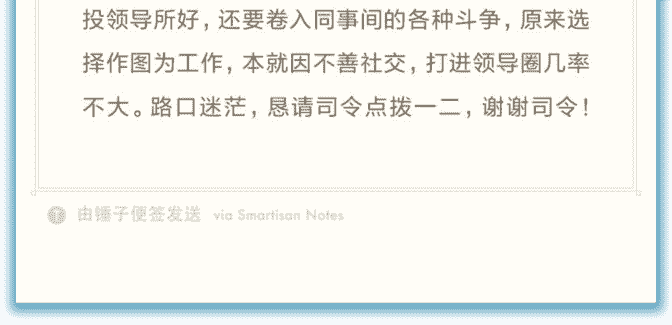 投领导所好，还要卷入同事间的各种斗争，原来选
择作图为工作，本就因不善社交，打进领导圈几率
不大。路口迷茫，恳请司令点拨一二，谢谢司令！
由锤子便签发送 via Smartisan Notes